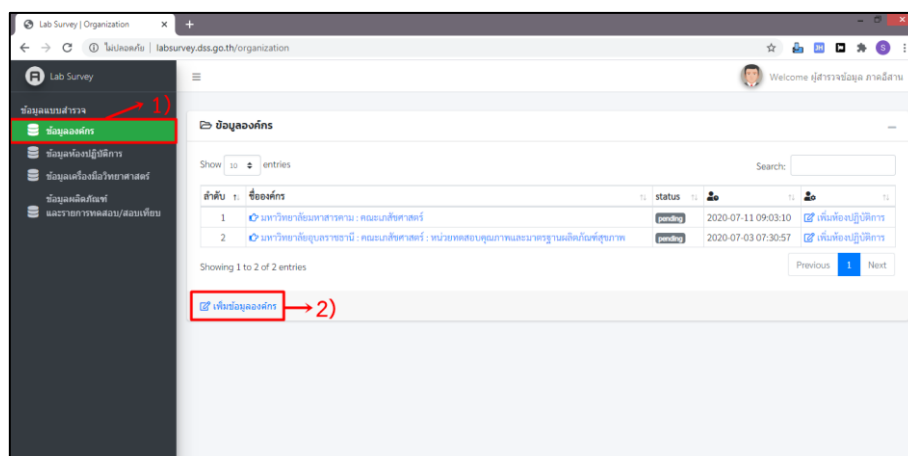 Lab Survey | Organization
ไม่ปลอดภัย | labsurvey.dss.go.th/organization
Lab Survey
Welcome ผู้สำรวจข้อมูล ภาคอีสาน
ข้อมูลแบบสำรวจ
1)
ข้อมูลองค์กร
ข้อมูลห้องปฏิบัติการ
ข้อมูลเครื่องมือวิทยาศาสตร์
ข้อมูลผลิตภัณฑ์
และรายการทดสอบ/สอบเทียบ
ข้อมูลองค์กร
Show 10 entries
Search:
ลำดับ ชื่อองค์กร status
1 มหาวิทยาลัยมหาสารคาม : คณะเภสัชศาสตร์ pending 2020-07-11 09:03:10 เพิ่มห้องปฏิบัติการ
2 มหาวิทยาลัยอุบลราชธานี : คณะเภสัชศาสตร์ : หน่วยทดสอบคุณภาพและมาตรฐานผลิตภัณฑ์สุขภาพ pending 2020-07-03 07:30:57 เพิ่มห้องปฏิบัติการ
Showing 1 to 2 of 2 entries
Previous 1 Next
เพิ่มข้อมูลองค์กร
2)